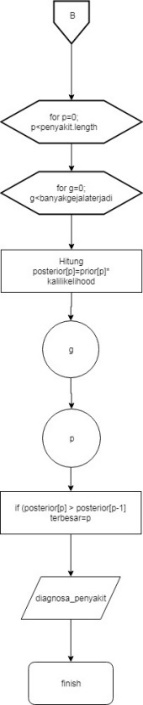 B
for p=0;
p<penyakit.length
for g=0;
g<banyakgejalaterjadi
Hitung
posterior[p]=prior[p]*
kalilikelihood
g
p
if (posterior[p] > posterior[p-1]
terbesar=p
diagnosa_penyakit
finish